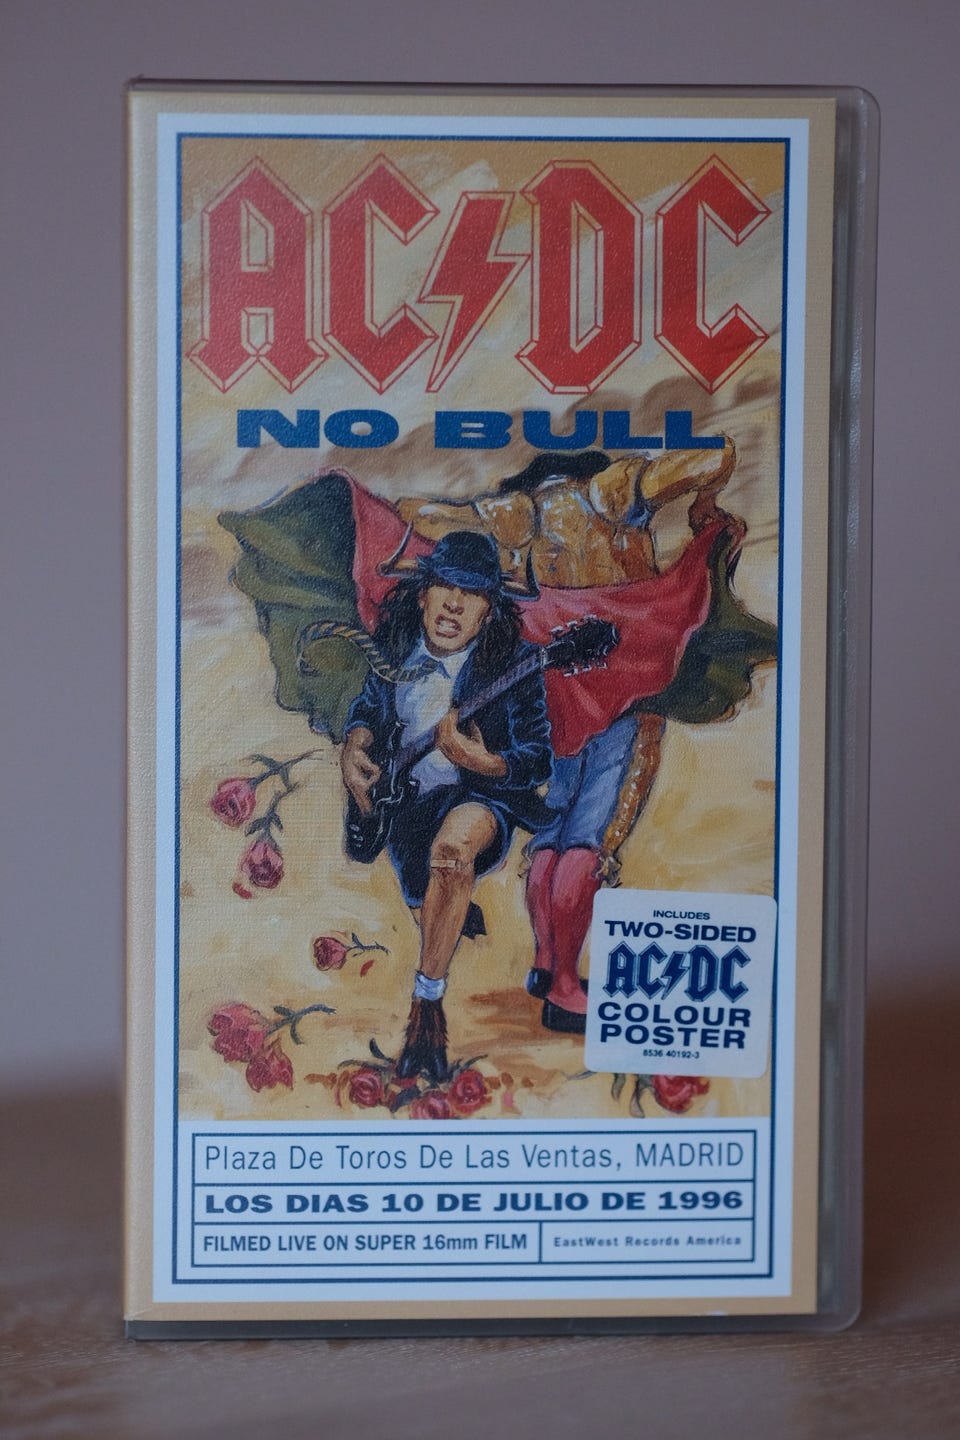 AC⚡DC
NO BULL
INCLUDES
TWO-SIDED
AC⚡DC
COLOUR
POSTER
8536 40192-3
Plaza De Toros De Las Ventas, MADRID
LOS DIAS 10 DE JULIO DE 1996
FILMED LIVE ON SUPER 16mm FILM
EastWest Records America